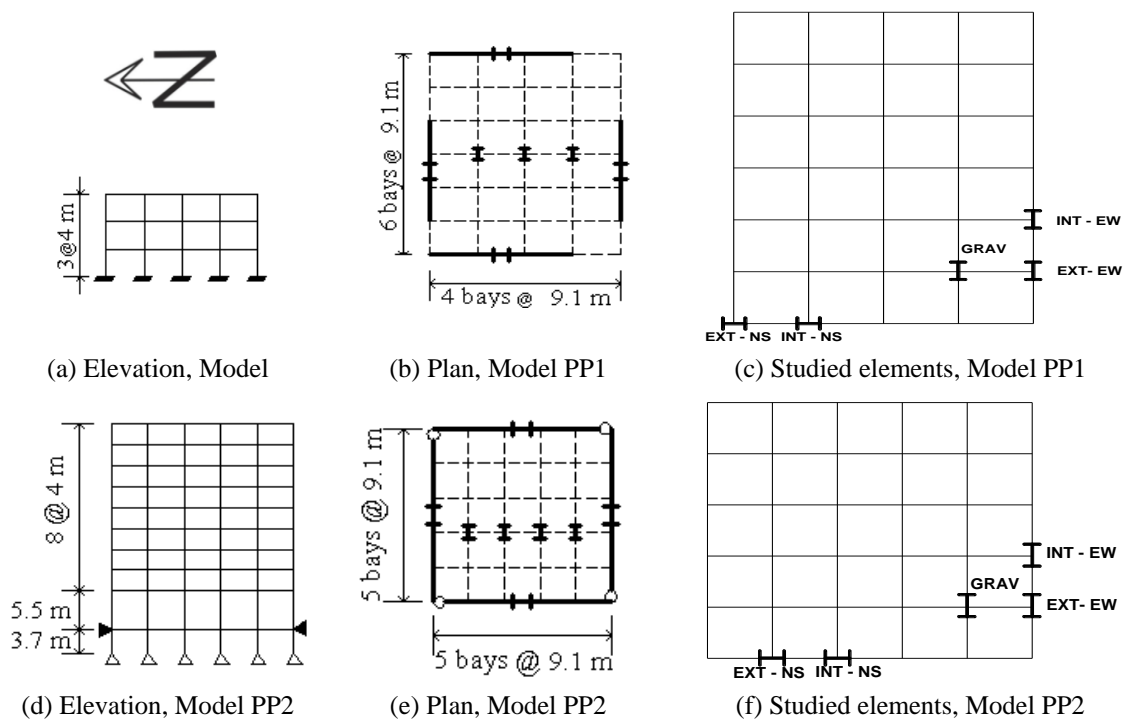 N
3@4 m
6 bays @ 9.1 m
4 bays @ 9.1 m
INT - EW
GRAV
EXT- EW
EXT - NS INT - NS
(a) Elevation, Model
(b) Plan, Model PP1
(c) Studied elements, Model PP1
8 @ 4 m
5.5 m
3.7 m
5 bays @ 9.1 m
5 bays @ 9.1 m
INT - EW
GRAV
EXT- EW
EXT - NS INT - NS
(d) Elevation, Model PP2
(e) Plan, Model PP2
(f) Studied elements, Model PP2